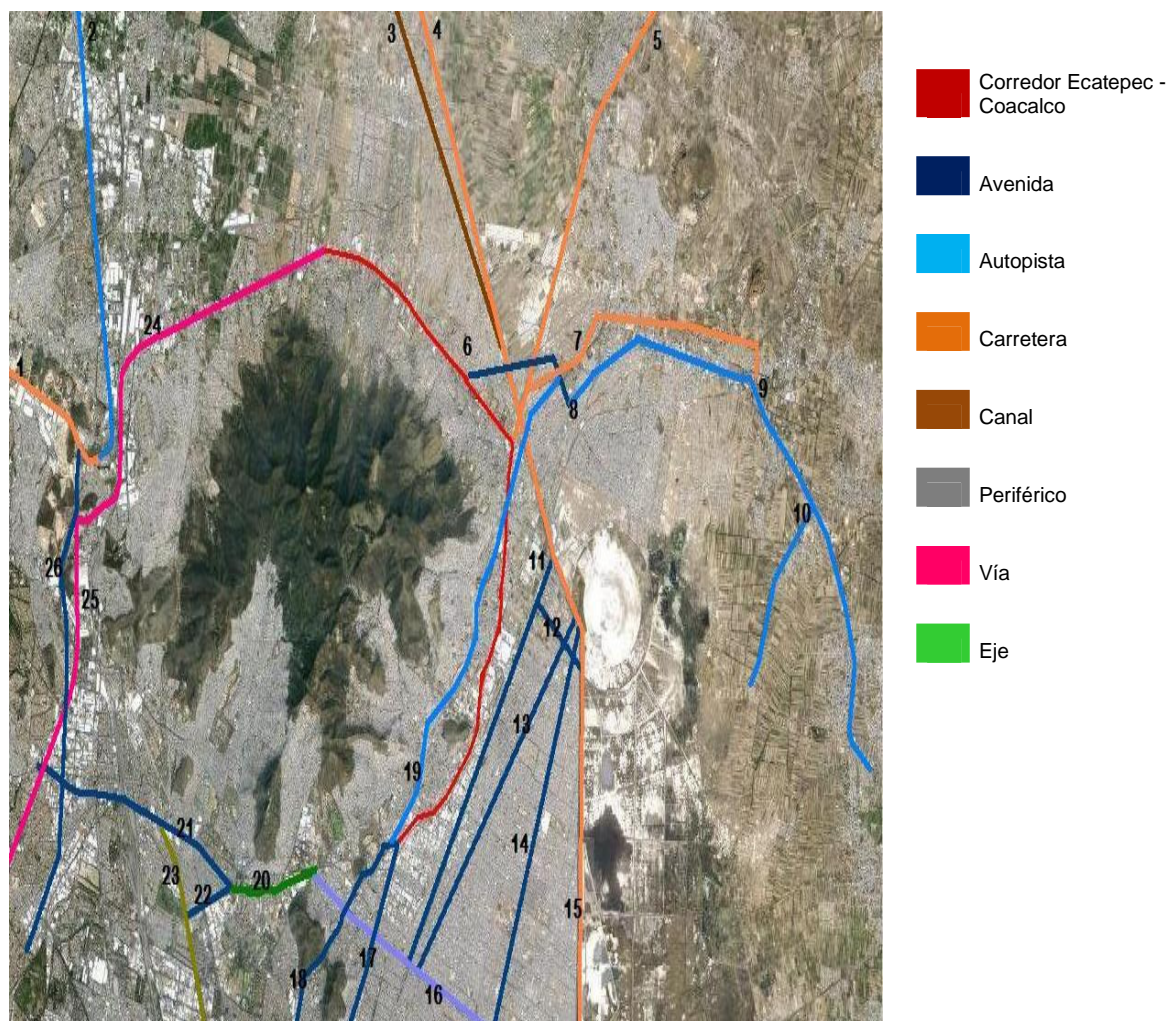 2
3
4
5
24
6
7
1
8
9
10
11
26
25
12
13
19
14
21
23
20
22
15
17
18
16
Corredor Ecatepec -
Coacalco
Avenida
Autopista
Carretera
Canal
Periférico
Vía
Eje